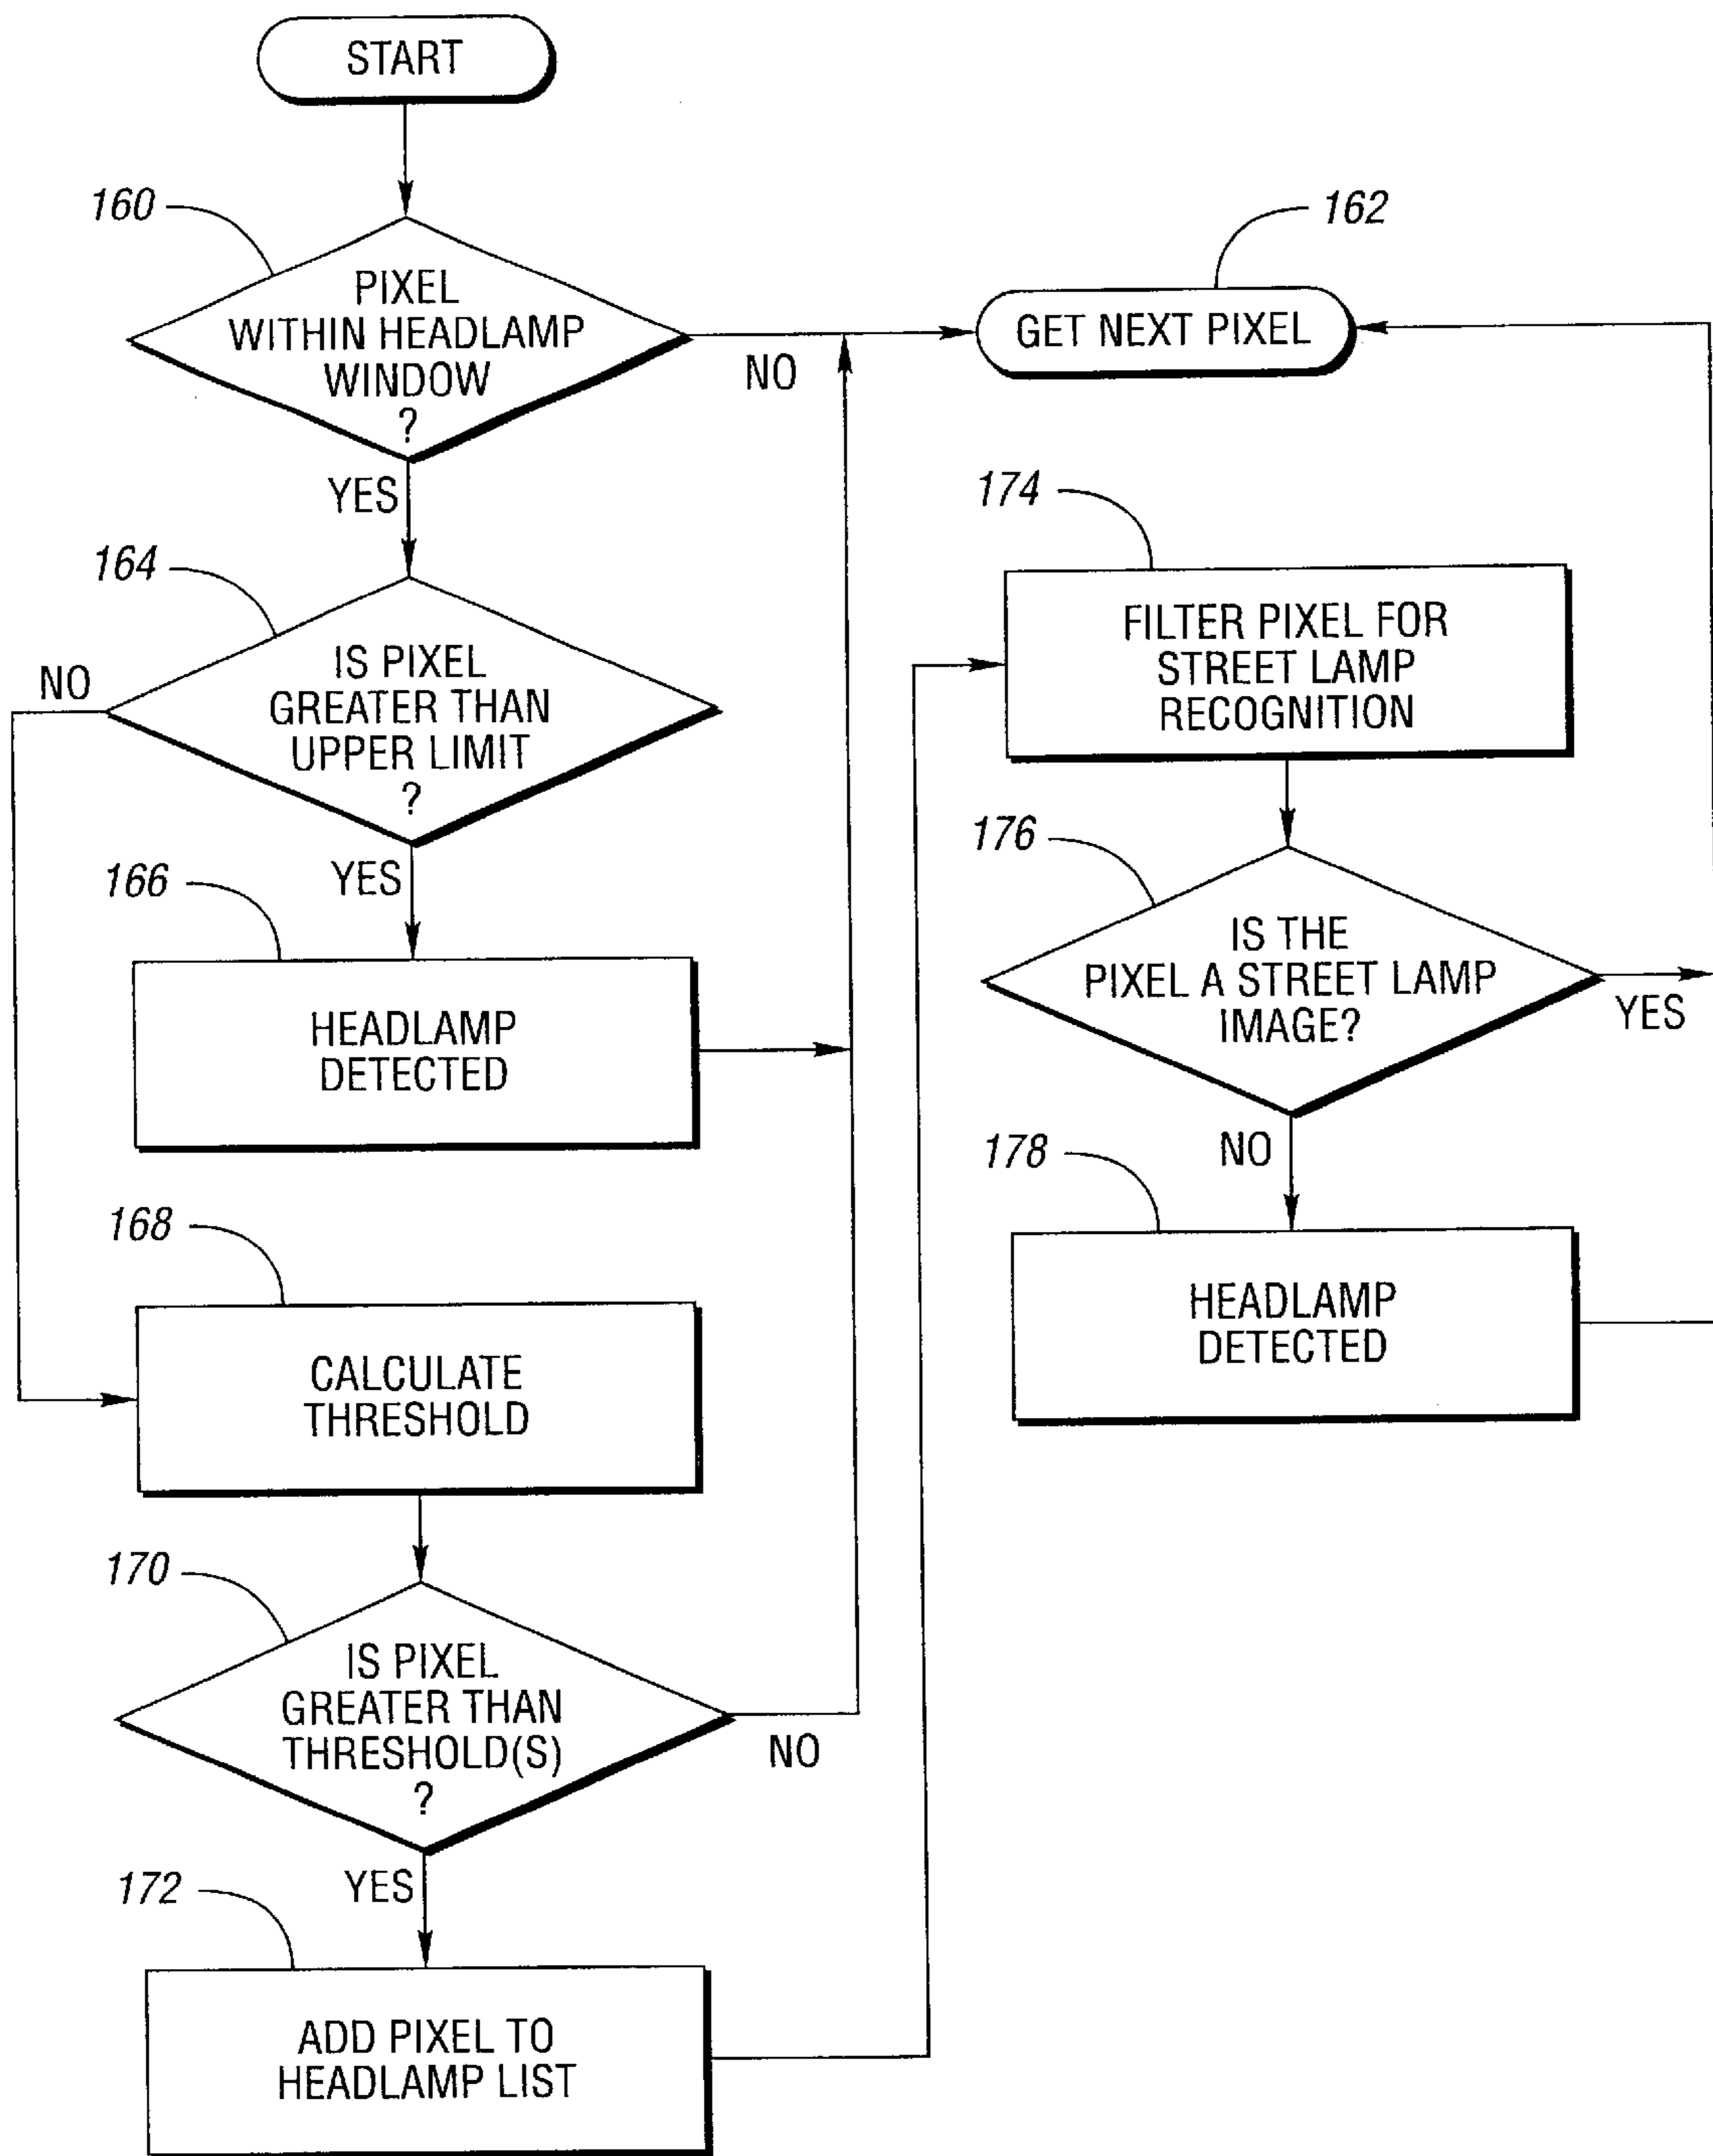 START
160
PIXEL
WITHIN HEADLAMP
WINDOW
?
NO
YES
162
GET NEXT PIXEL
164
IS PIXEL
GREATER THAN
UPPER LIMIT
?
NO
YES
166
HEADLAMP
DETECTED
168
CALCULATE
THRESHOLD
170
IS PIXEL
GREATER THAN
THRESHOLD(S)
?
NO
YES
172
ADD PIXEL TO
HEADLAMP LIST
174
FILTER PIXEL FOR
STREET LAMP
RECOGNITION
176
IS THE
PIXEL A STREET LAMP
IMAGE?
YES
NO
178
HEADLAMP
DETECTED